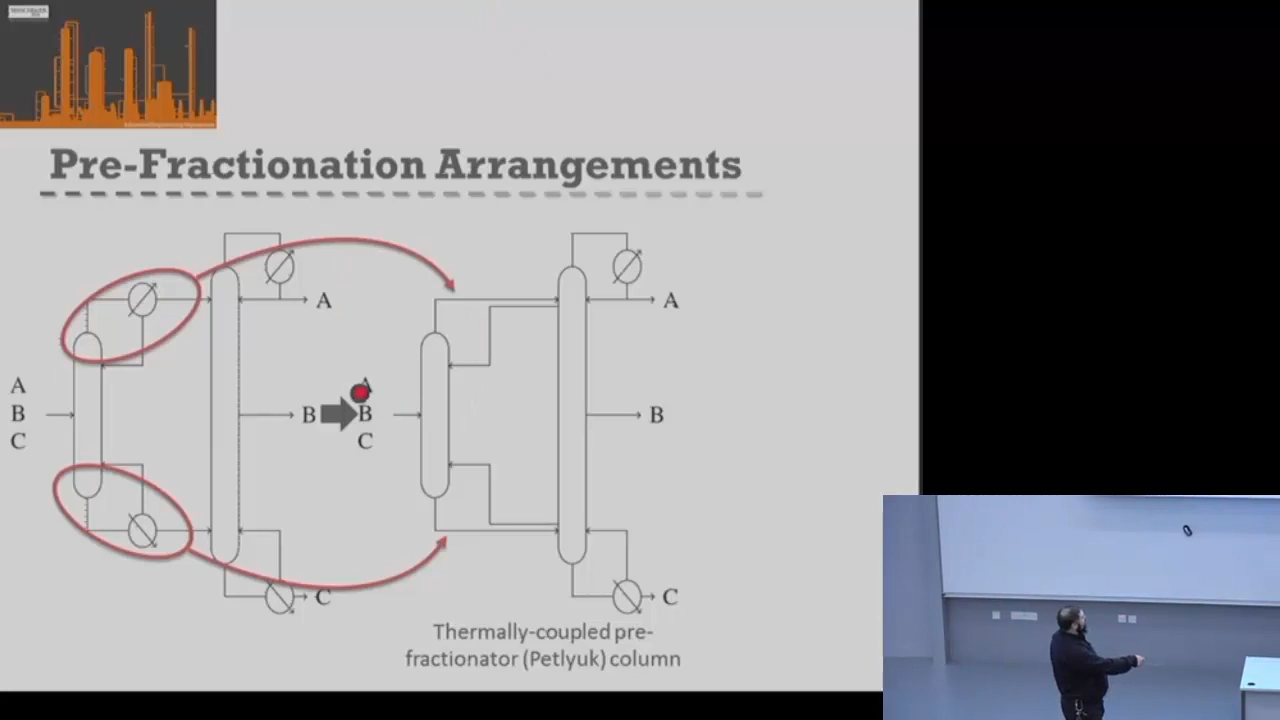 Pre-Fractionation Arrangements
A
A
A
B
C
B
A
B
C
B
C
C
Thermally-coupled pre-
fractionator (Petlyuk) column